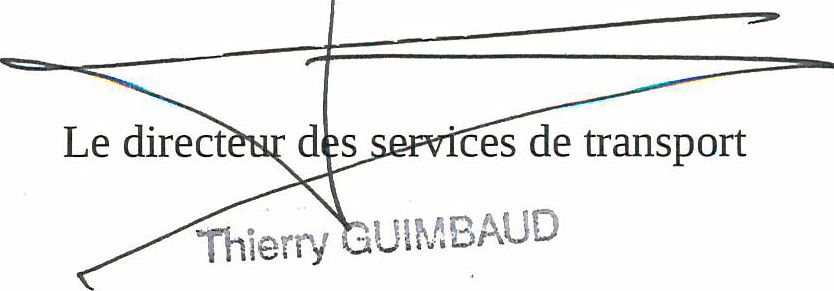 Le directeur des services de transport
Thierry GUIMBAUD